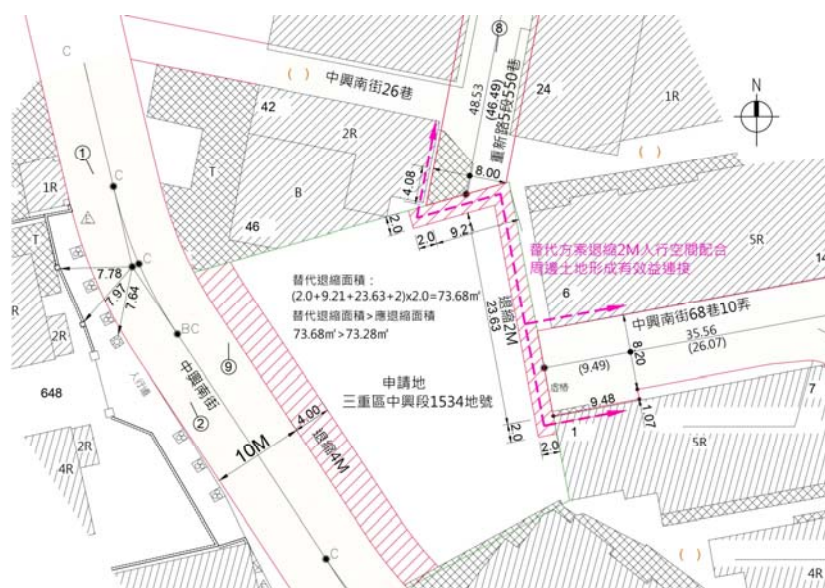 C
中興南街26巷
( )
⑧
48.53
(46.49)
重新路5段550巷
24
1R
N
42
2R
( )
①
C
1R
T
B
T
46
4.08
8.00
2.0
2.0
9.21
替代方案退縮2M人行空間配合
周邊土地形成有效益連接
5R
14
C
7.78
7.97
7.64
替代退縮面積：
(2.0+9.21+23.63+2)x2.0=73.68㎡
替代退縮面積>應退縮面積
73.68㎡>73.28㎡
退縮2M
23.63
6
中興南街68巷10弄
35.56
(26.07)
8.20
(9.49)
虛樁
R
2R
BC
⑨
中興南街
人行道
648
②
申請地
三重區中興段1534地號
9.48
1.07
7
4.00
退縮4M
10M
2.0
2.0
1
5R
2R
4R
C
( )
4R